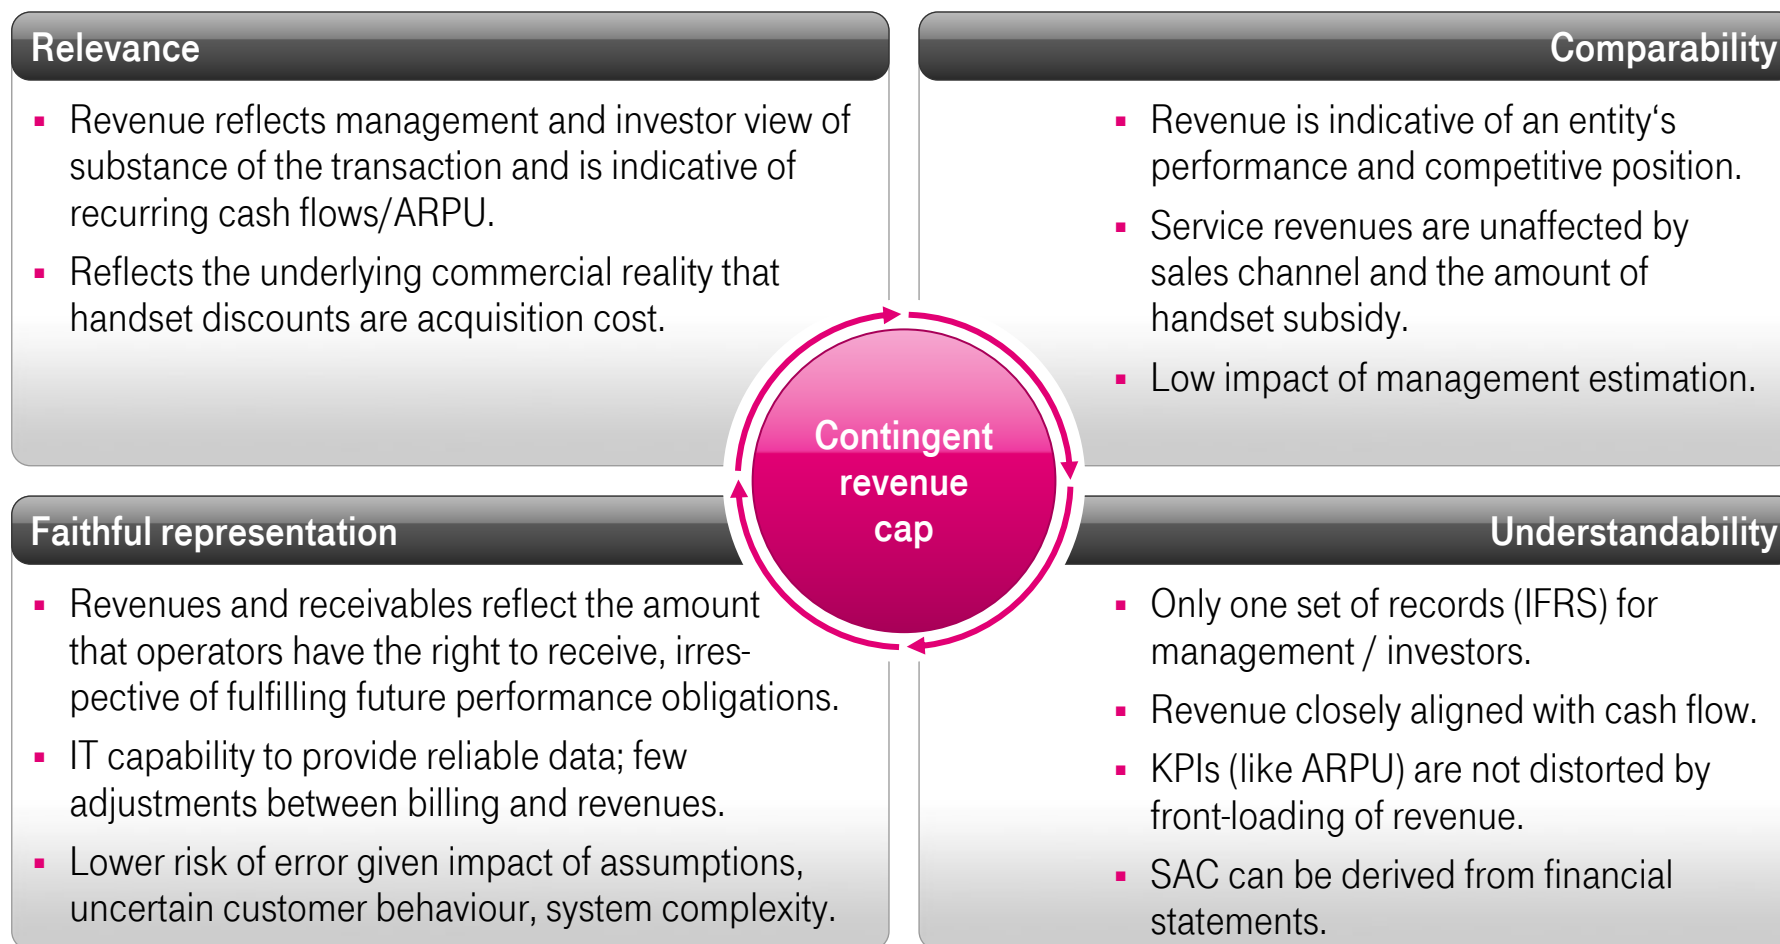 Relevance
▪ Revenue reflects management and investor view of
substance of the transaction and is indicative of
recurring cash flows/ARPU.
▪ Reflects the underlying commercial reality that
handset discounts are acquisition cost.
Comparability
▪ Revenue is indicative of an entity‘s
performance and competitive position.
▪ Service revenues are unaffected by
sales channel and the amount of
handset subsidy.
▪ Low impact of management estimation.
Contingent
revenue
cap
Faithful representation
▪ Revenues and receivables reflect the amount
that operators have the right to receive, irres-
pective of fulfilling future performance obligations.
▪ IT capability to provide reliable data; few
adjustments between billing and revenues.
▪ Lower risk of error given impact of assumptions,
uncertain customer behaviour, system complexity.
Understandability
▪ Only one set of records (IFRS) for
management / investors.
▪ Revenue closely aligned with cash flow.
▪ KPIs (like ARPU) are not distorted by
front-loading of revenue.
▪ SAC can be derived from financial
statements.